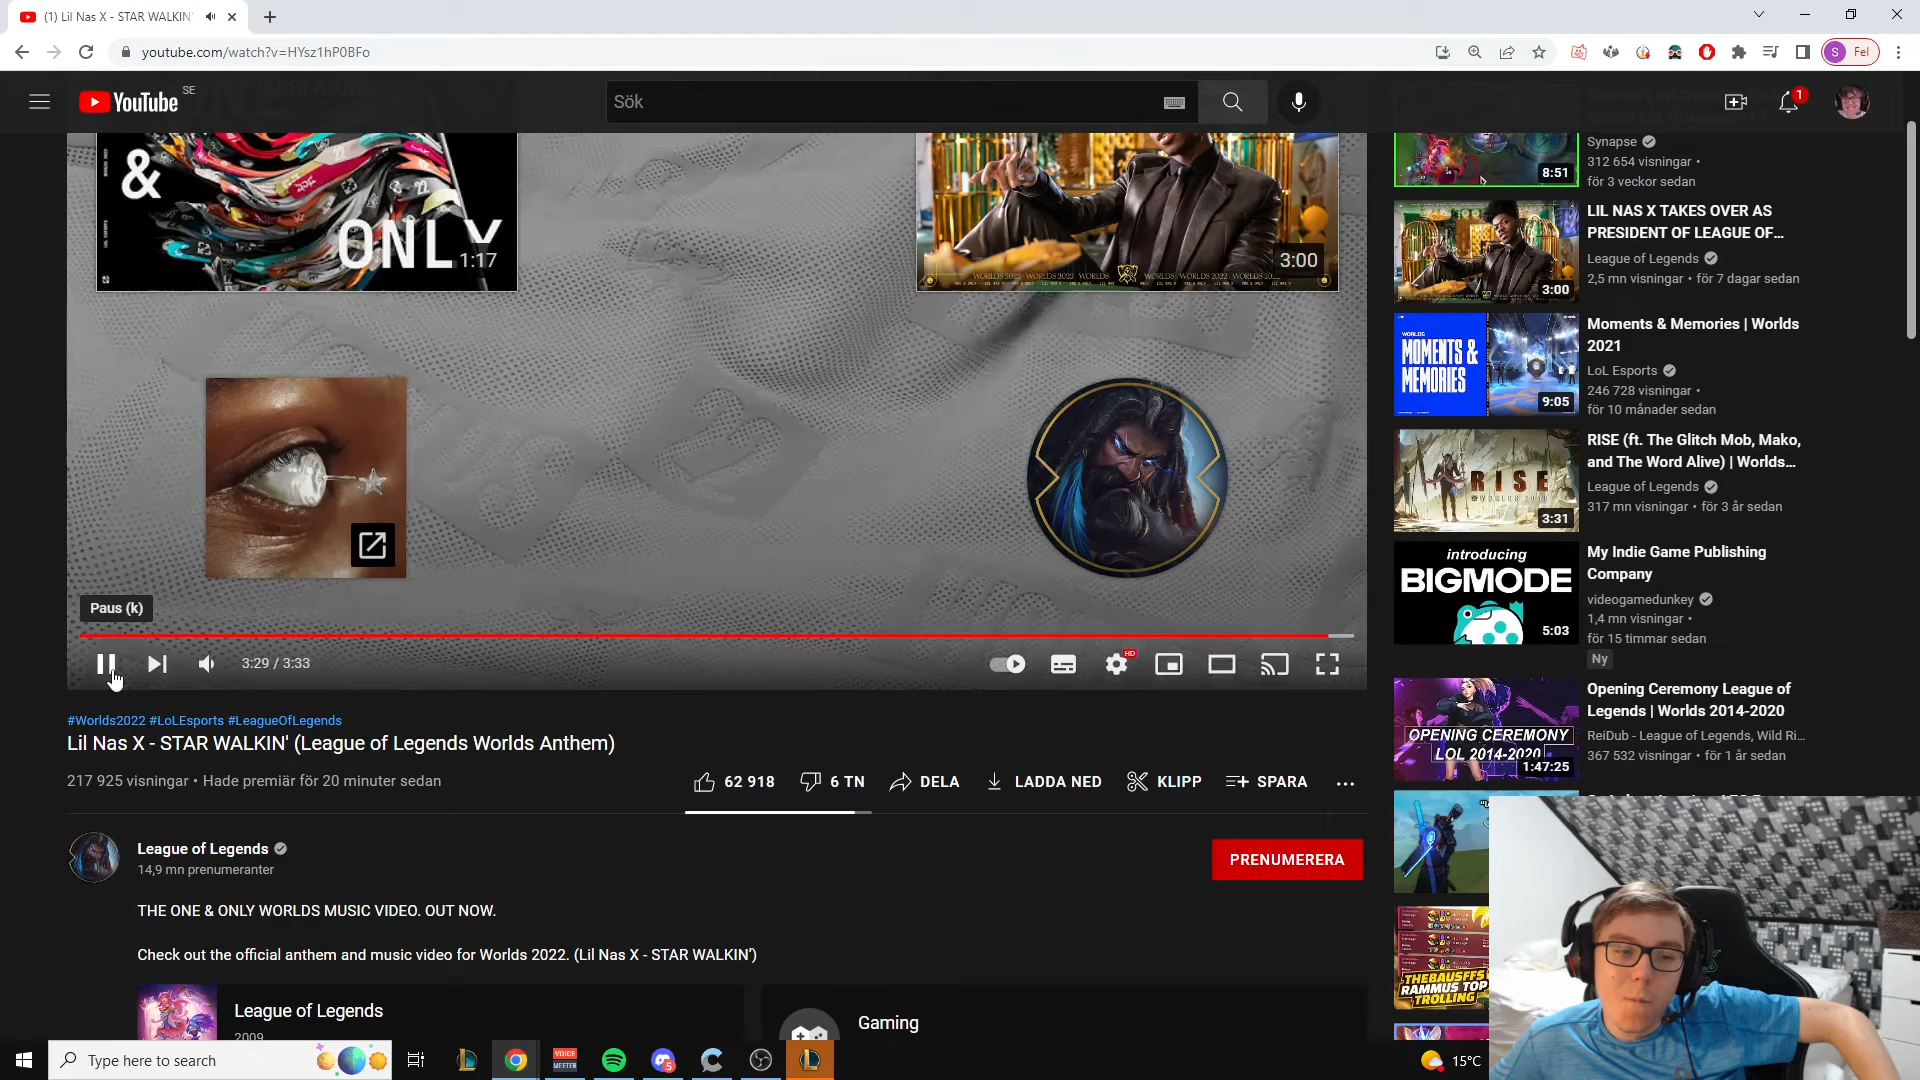 (1) Lil Nas X - STAR WALKIN'
youtube.com/watch?v=HYsz1hP0BFo
Fel
YouTube SE
Sök
1
&
ONLY
1:17
WORLDS 2022 WORLDS
WORLDS 2022
3:00
Paus (k)
3:29 / 3:33
HD
#Worlds2022 #LoLEsports #LeagueOfLegends
Lil Nas X - STAR WALKIN' (League of Legends Worlds Anthem)
217 925 visningar • Hade premiär för 20 minuter sedan
62 918
6 TN
DELA
LADDA NED
KLIPP
SPARA
League of Legends
14,9 mn prenumeranter
PRENUMERERA
THE ONE & ONLY WORLDS MUSIC VIDEO. OUT NOW.
Check out the official anthem and music video for Worlds 2022. (Lil Nas X - STAR WALKIN')
League of Legends
2009
Gaming
8:51
Synapse
312 654 visningar •
för 3 veckor sedan
3:00
LIL NAS X TAKES OVER AS
PRESIDENT OF LEAGUE OF...
League of Legends
2,5 mn visningar • för 7 dagar sedan
WORLDS
MOMENTS &
MEMORIES
9:05
Moments & Memories | Worlds
2021
LoL Esports
246 728 visningar •
för 10 månader sedan
RISE
3:31
RISE (ft. The Glitch Mob, Mako,
and The Word Alive) | Worlds...
League of Legends
317 mn visningar • för 3 år sedan
introducing
BIGMODE
5:03
My Indie Game Publishing
Company
videogamedunkey
1,4 mn visningar •
för 15 timmar sedan
Ny
OPENING CEREMONY
LOL 2014-2020
1:47:25
Opening Ceremony League of
Legends | Worlds 2014-2020
ReiDub - League of Legends, Wild Ri...
367 532 visningar • för 1 år sedan
THEBAUSFFS
RAMMUS TOP
TROLLING
Type here to search
VOICE
MEETER
5
15°C